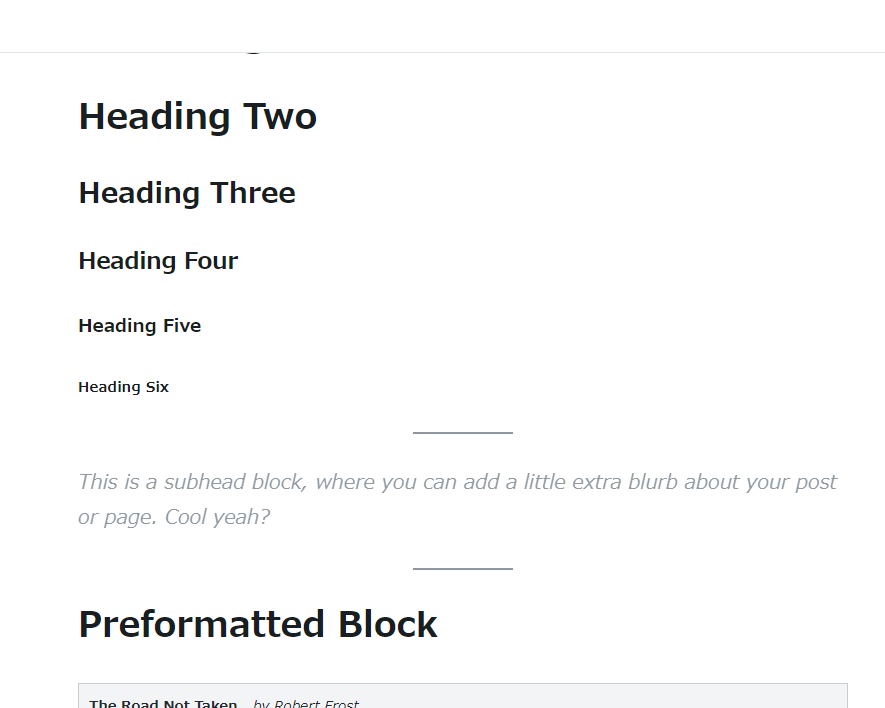 Heading Two
Heading Three
Heading Four
Heading Five
Heading Six
This is a subhead block, where you can add a little extra blurb about your post
or page. Cool yeah?
Preformatted Block
The Road Not Taken by Robert Frost